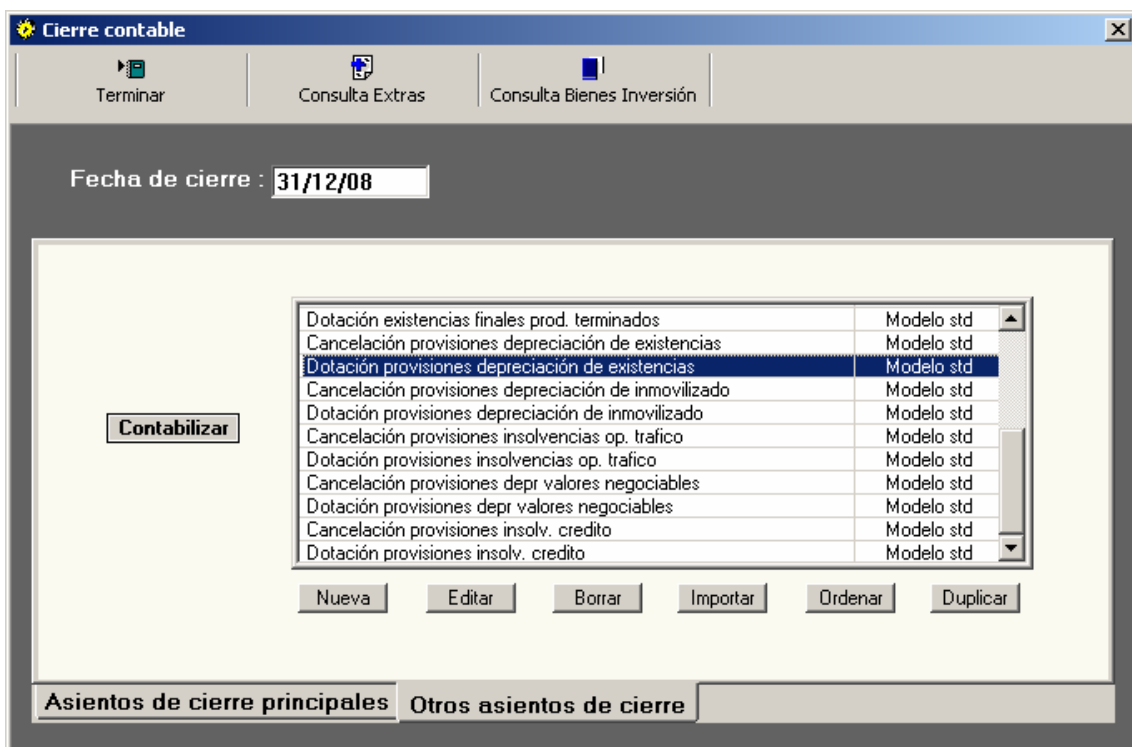 Cierre contable
Terminar
Consulta Extras
Consulta Bienes Inversión
Fecha de cierre : 31/12/08
Dotación existencias finales prod. terminados Modelo std
Cancelación provisiones depreciación de existencias Modelo std
Dotación provisiones depreciación de existencias Modelo std
Cancelación provisiones depreciación de inmovilizado Modelo std
Dotación provisiones depreciación de inmovilizado Modelo std
Cancelación provisiones insolvencias op. trafico Modelo std
Dotación provisiones insolvencias op. trafico Modelo std
Cancelación provisiones depr valores negociables Modelo std
Dotación provisiones depr valores negociables Modelo std
Cancelación provisiones insolv. credito Modelo std
Dotación provisiones insolv. credito Modelo std
Contabilizar
Nueva Editar Borrar Importar Ordenar Duplicar
Asientos de cierre principales Otros asientos de cierre